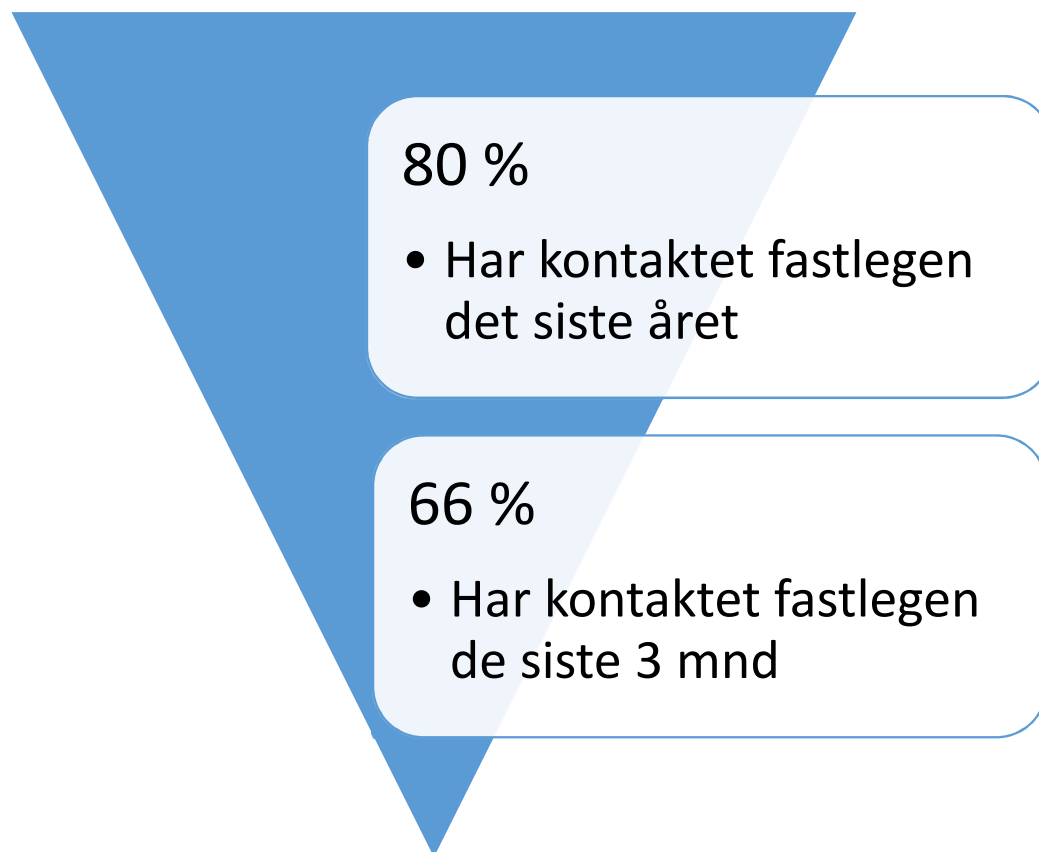 80 %
• Har kontaktet fastlegen
det siste året
66 %
• Har kontaktet fastlegen
de siste 3 mnd